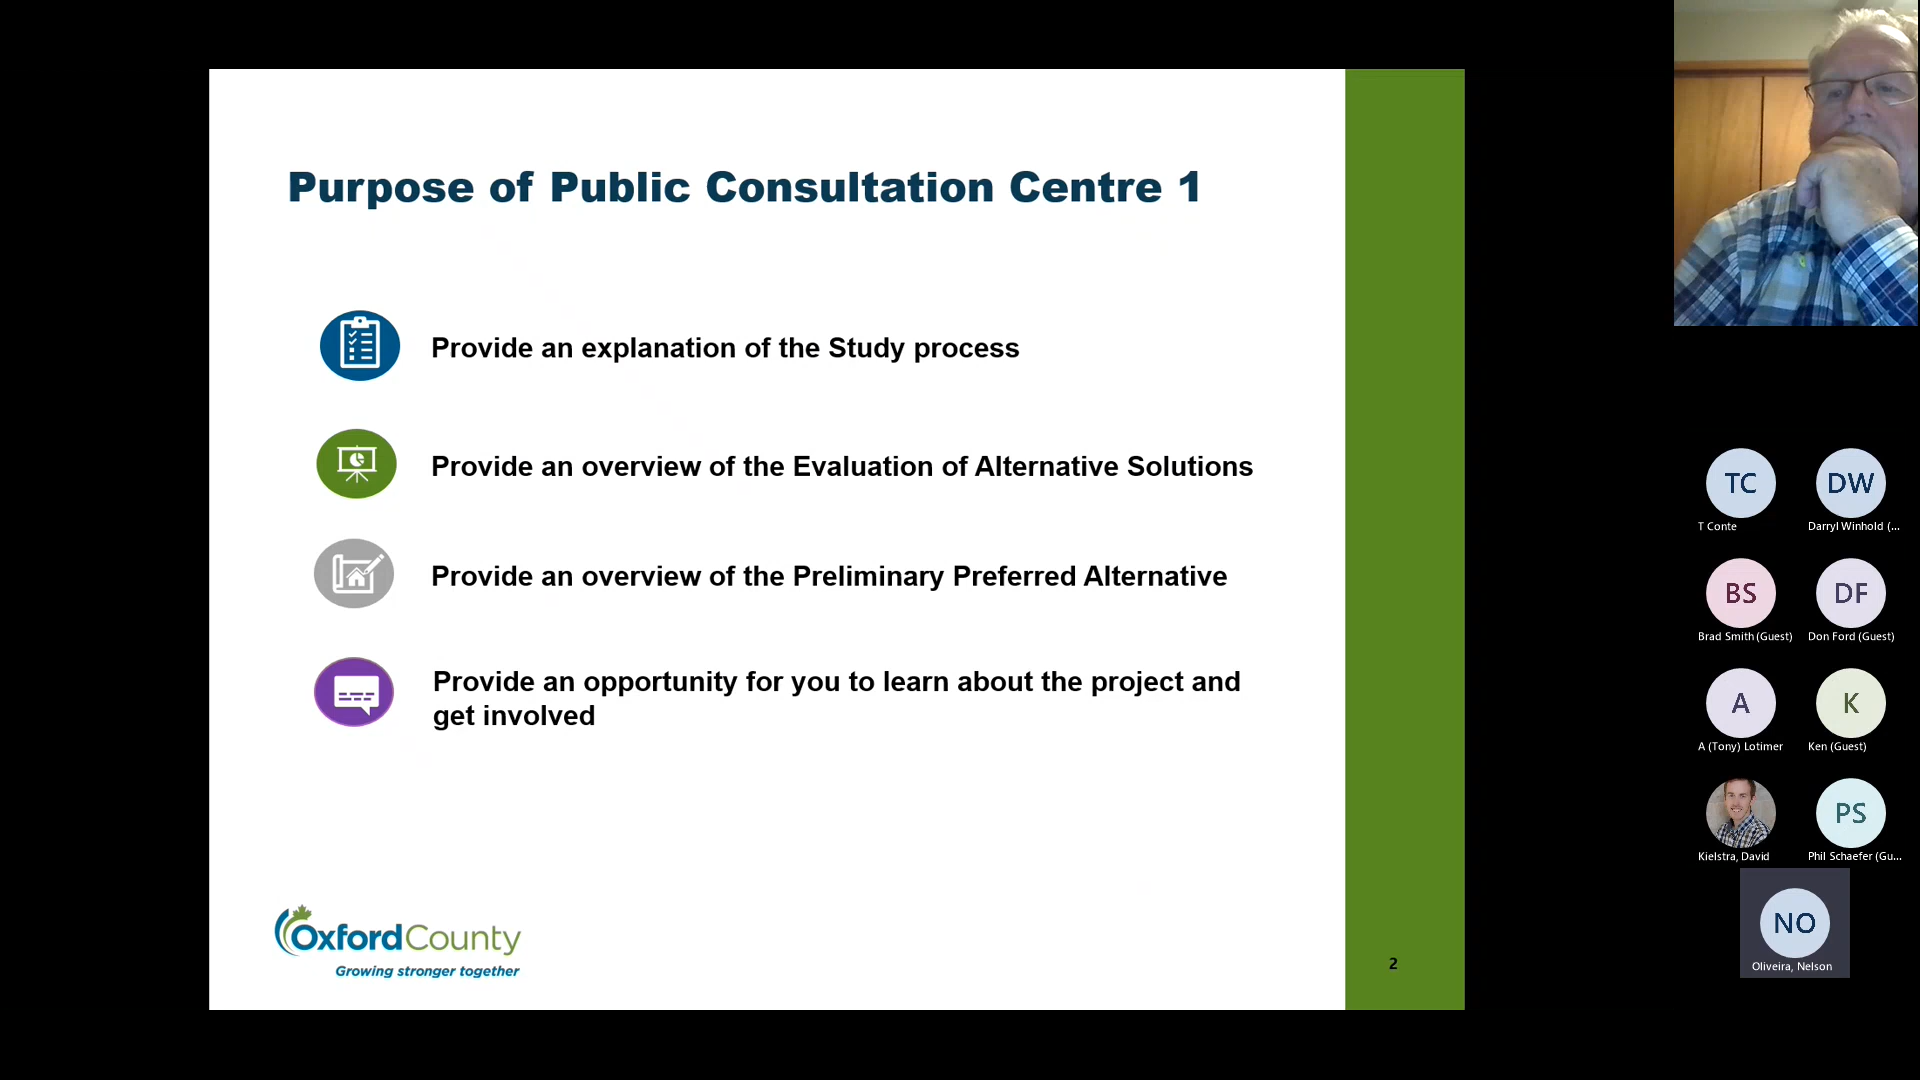 Purpose of Public Consultation Centre 1
Provide an explanation of the Study process
Provide an overview of the Evaluation of Alternative Solutions
Provide an overview of the Preliminary Preferred Alternative
Provide an opportunity for you to learn about the project and
get involved
OxfordCounty
Growing stronger together
2
TC
T Conte
DW
Darryl Winhold (...
BS
Brad Smith (Guest)
DF
Don Ford (Guest)
A
A (Tony) Lotimer
K
Ken (Guest)
Kielstra, David
PS
Phil Schaefer (Gu...
NO
Oliveira, Nelson